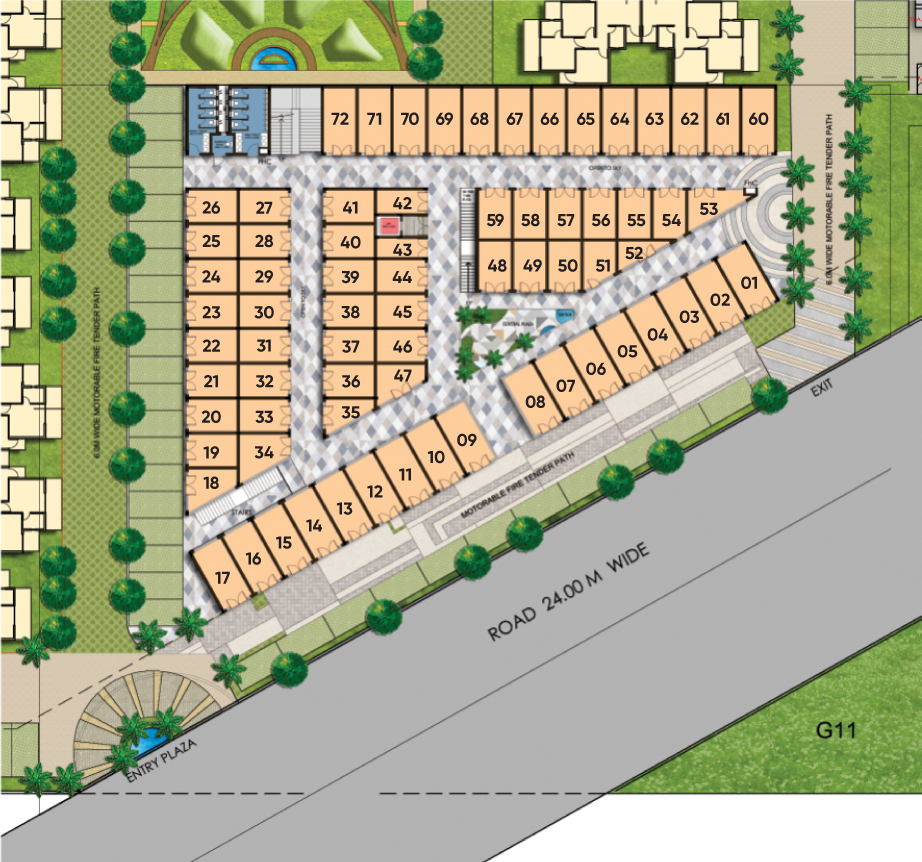 72 71 70 69 68 67 66 65 64 63 62 61 60
FHC
OPEN TO SKY
FHC
26 27 41 42
59 58 57 56 55 54 53
25 28 40 43
24 29 39 44
48 49 50 51 52
23 30 38 45
OPEN TO SKY
CENTRAL PLAZA
22 31 37 46
21 32 36 47
20 33 35
19 34
18
STAIRS
01
02
03
04
05
06
07
08
09
10
11
12
13
14
15
16
17
6.0M WIDE MOTORABLE FIRE TENDER PATH
6.0M WIDE MOTORABLE FIRE TENDER PATH
EXIT
MOTORABLE FIRE TENDER PATH
ROAD 24.00 M WIDE
ENTRY PLAZA
G11